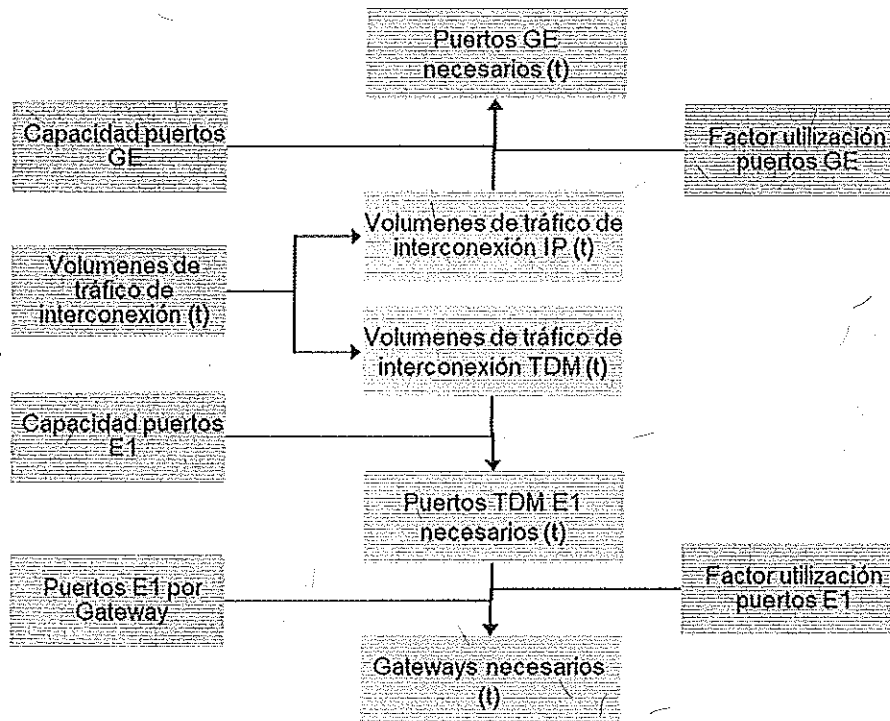 Puertos GE
necesarios (t)
Capacidad puertos
GE
Factor utilización
puertos GE
Volumenes de tráfico de
interconexión IP (t)
Volumenes de
tráfico de
interconexión (t)
Volumenes de tráfico de
interconexión TDM (t)
Capacidad puertos
E1
Puertos TDM E1
necesarios (t)
Puertos E1 por
Gateway
Factor utilización
puertos E1
Gateways necesarios
(t)